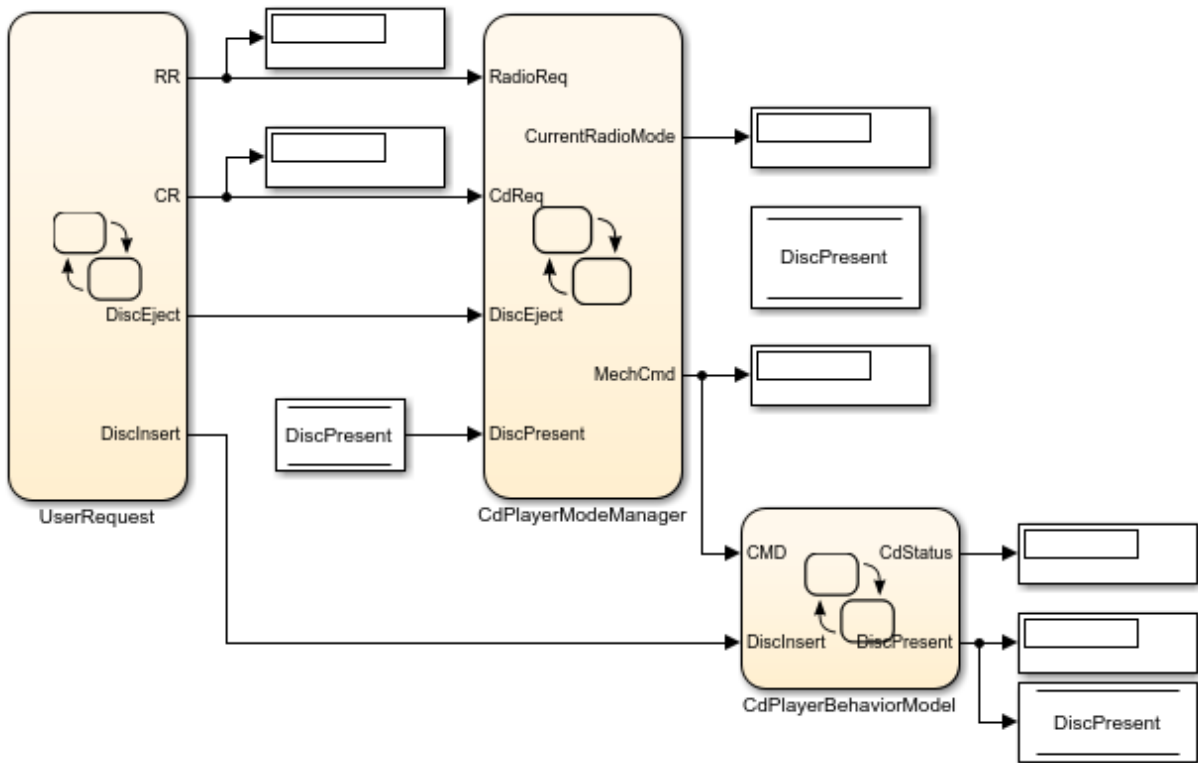 RR
RadioReq
CurrentRadioMode
CR
CdReq
DiscPresent
DiscEject
DiscEject
MechCmd
DiscInsert
DiscPresent
DiscPresent
UserRequest
CdPlayerModeManager
CMD
CdStatus
DiscInsert
DiscPresent
CdPlayerBehaviorModel
DiscPresent